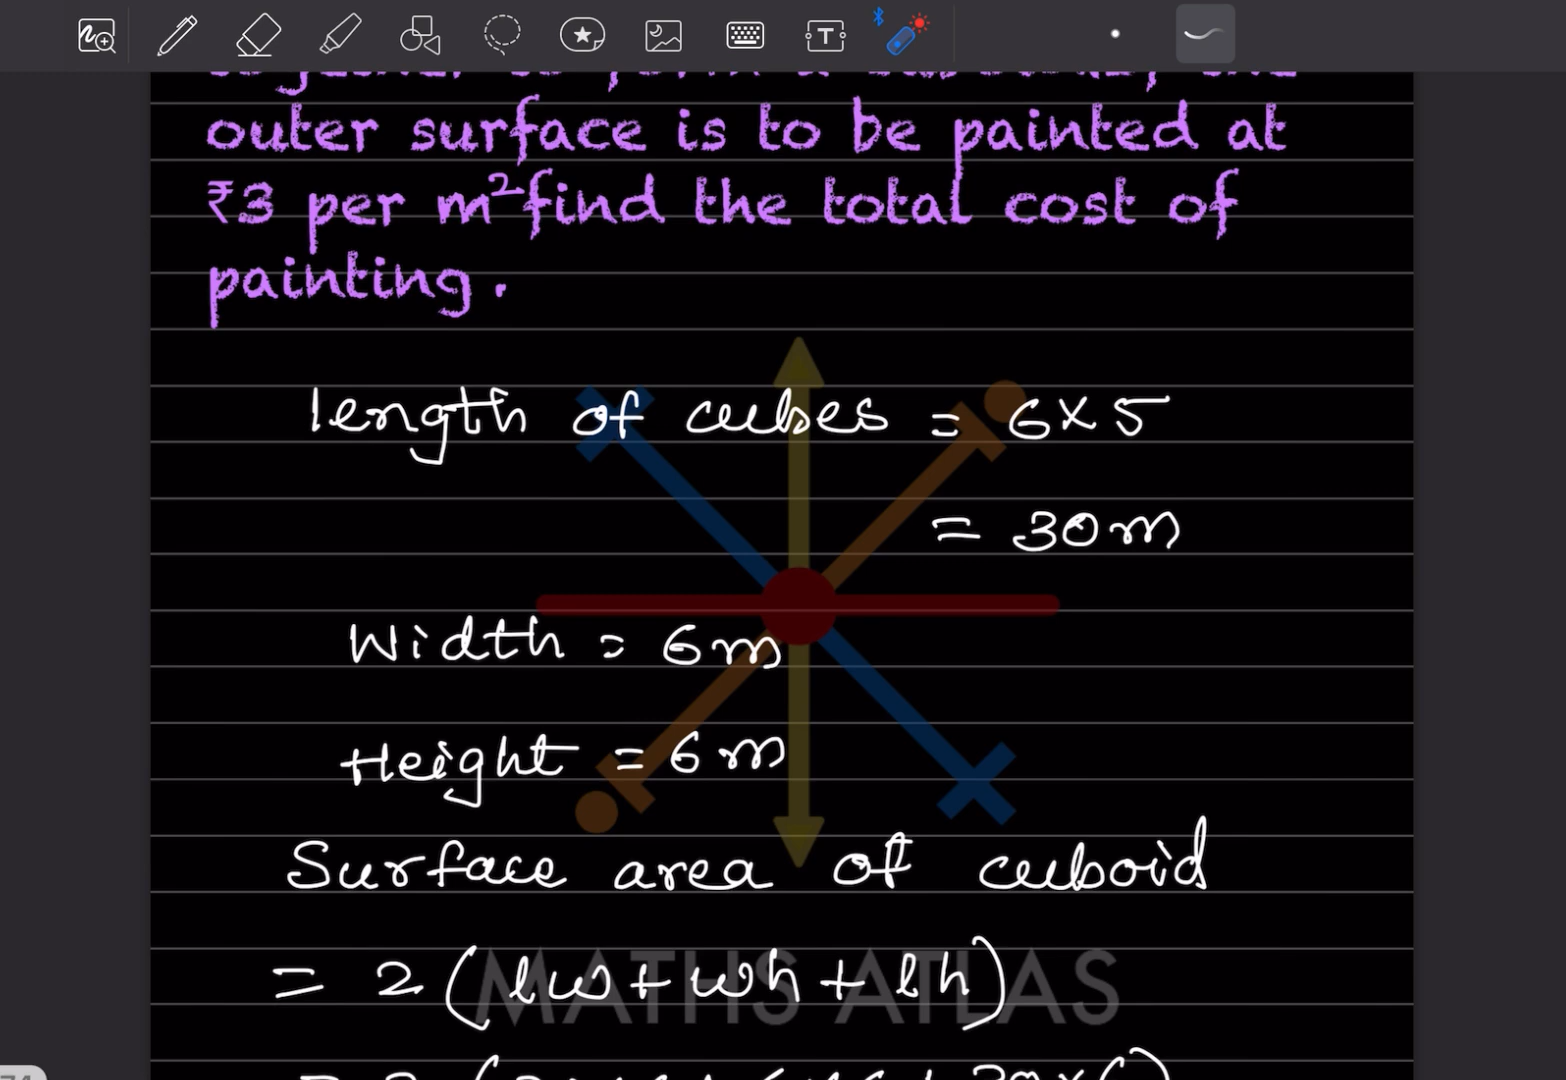 outer surface is to be painted at
₹3 per m² find the total cost of
painting.
length of cubes = 6×5
= 30m
Width = 6m
Height = 6m
Surface area of cuboid
= 2(lw+wh+lh)
MATHS ATLAS